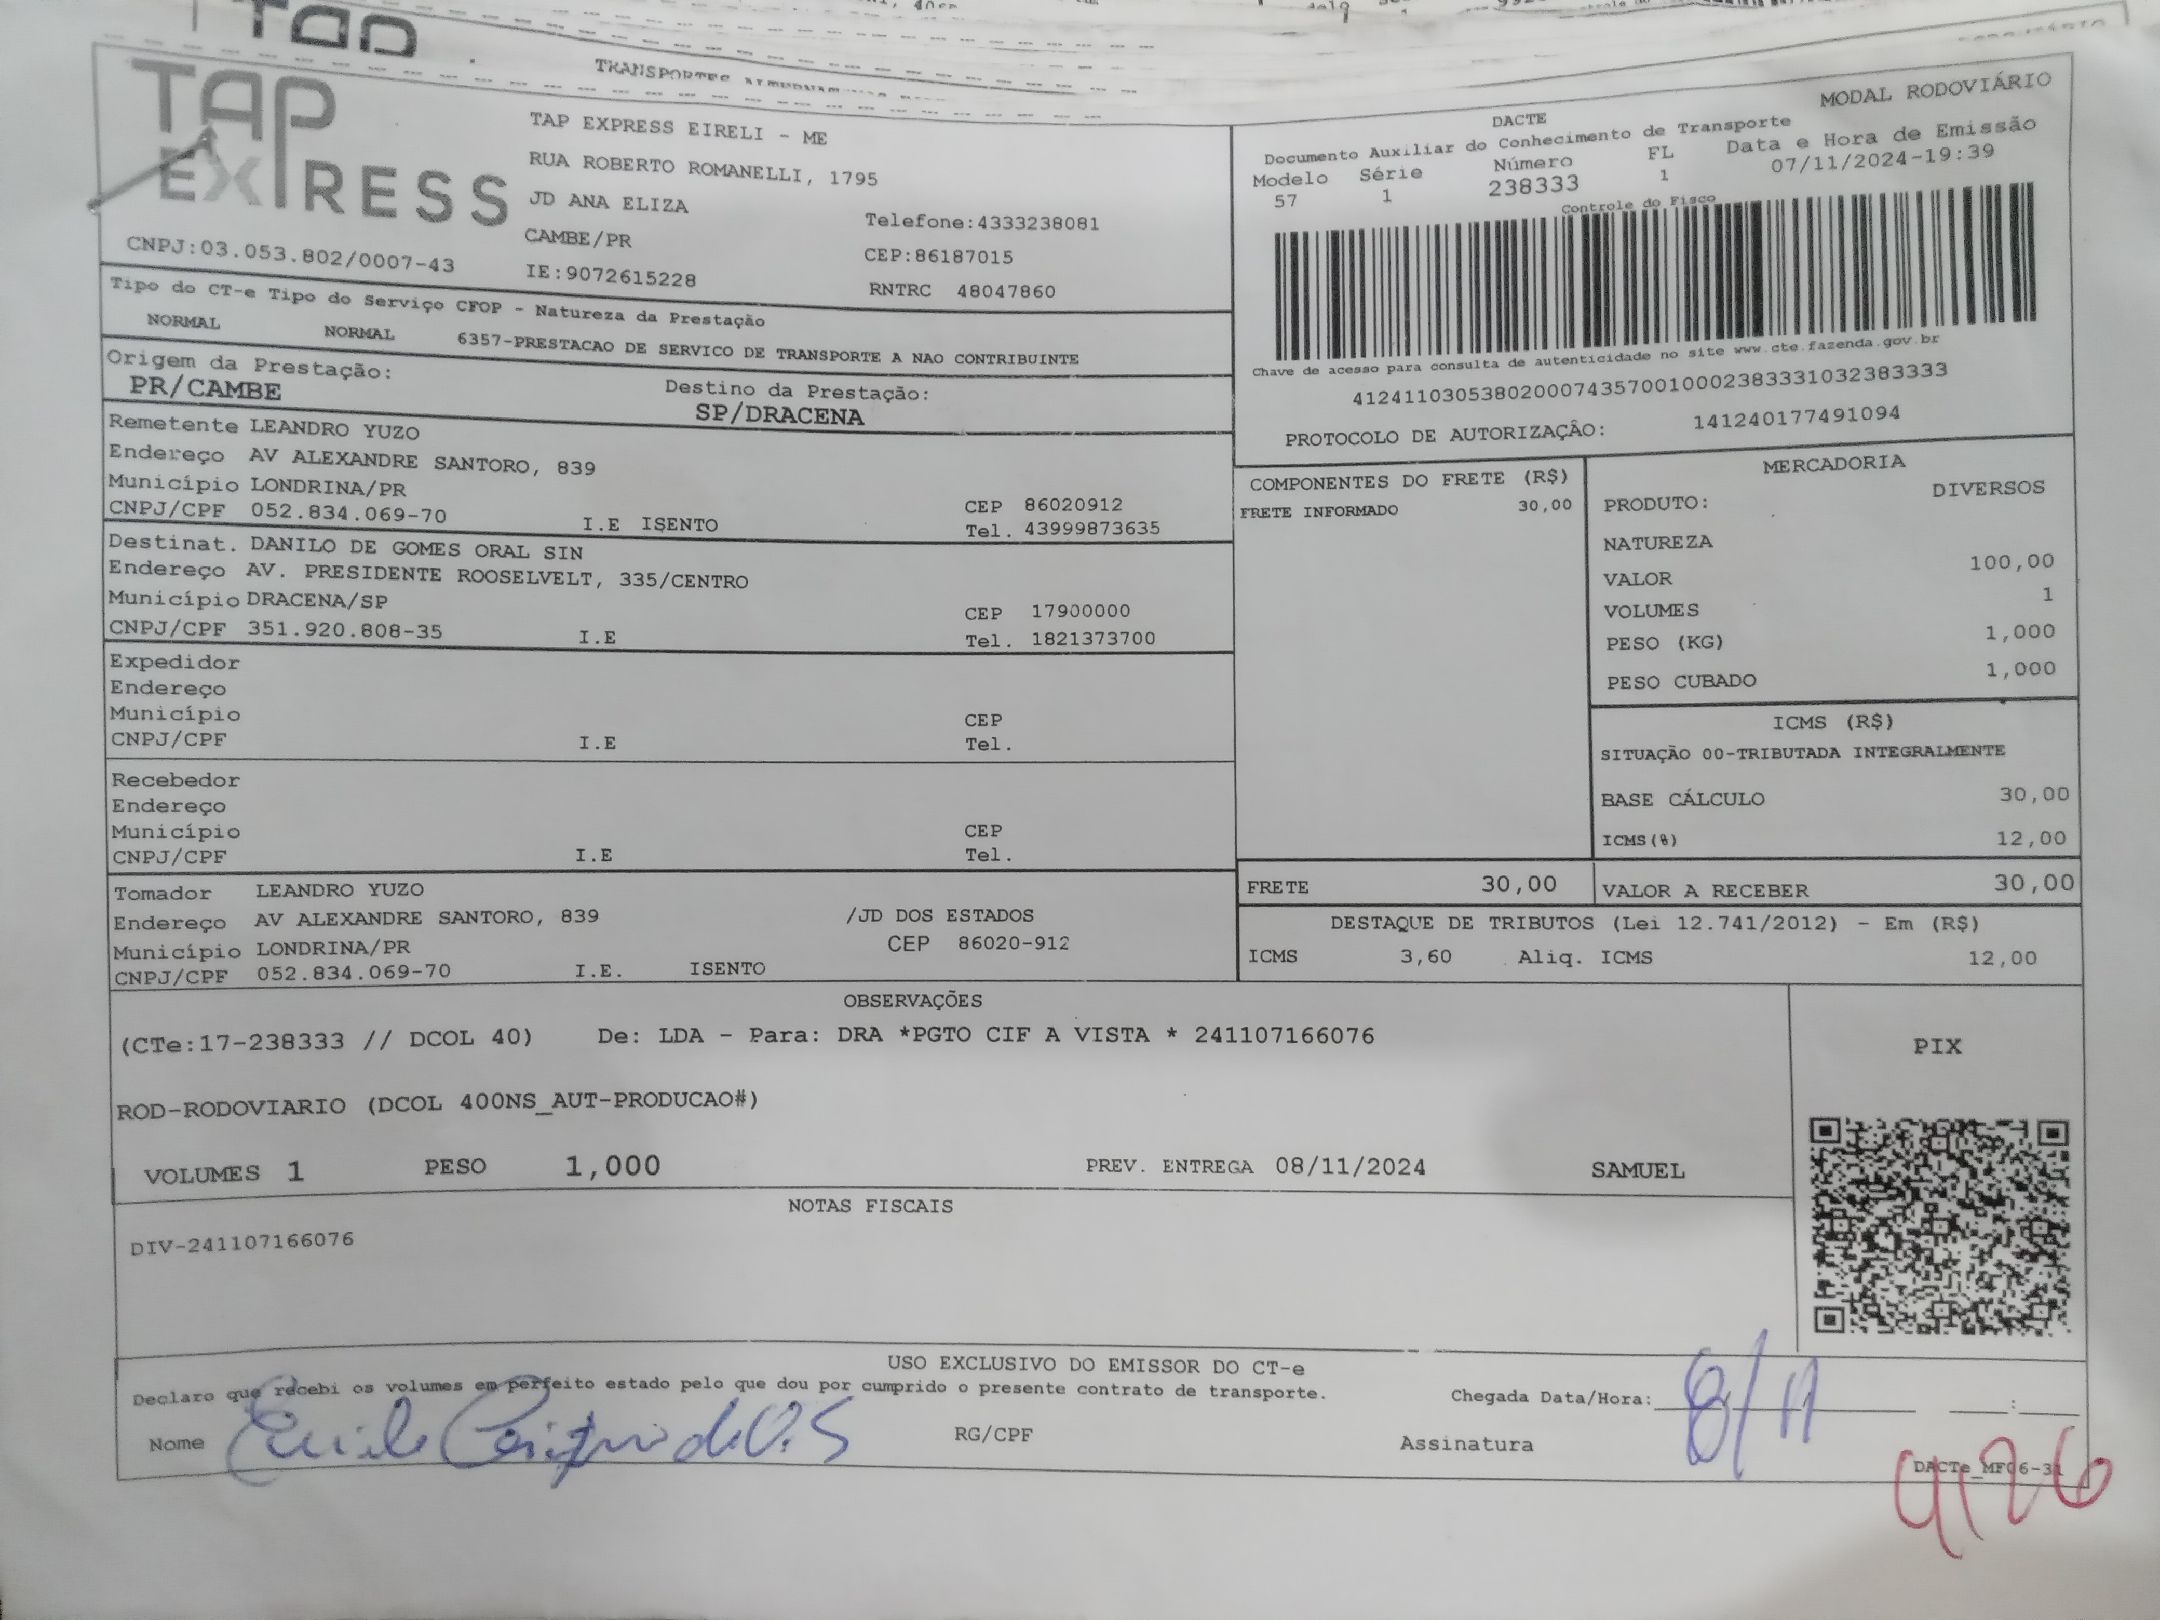 TAP
EXPRESS
CNPJ:03.053.802/0007-43
TAP EXPRESS EIRELI - ME
RUA ROBERTO ROMANELLI, 1795
JD ANA ELIZA
CAMBE/PR
IE:9072615228
Telefone:4333238081
CEP:86187015
RNTRC 48047860
MODAL RODOVIÁRIO
DACTE
Documento Auxiliar do Conhecimento de Transporte
Modelo Série Número FL Data e Hora de Emissão
57 1 238333 1 07/11/2024-19:39
Controle do Fisco
Chave de acesso para consulta de autenticidade no site www.cte.fazenda.gov.br
41241103053802000743570010002383331032383333
PROTOCOLO DE AUTORIZAÇÃO: 141240177491094
Tipo do CT-e Tipo do Serviço CFOP - Natureza da Prestação
NORMAL NORMAL 6357-PRESTACAO DE SERVICO DE TRANSPORTE A NAO CONTRIBUINTE
Origem da Prestação: Destino da Prestação:
PR/CAMBE SP/DRACENA
Remetente LEANDRO YUZO
Endereço AV ALEXANDRE SANTORO, 839
Município LONDRINA/PR CEP 86020912
CNPJ/CPF 052.834.069-70 I.E ISENTO Tel. 43999873635
Destinat. DANILO DE GOMES ORAL SIN
Endereço AV. PRESIDENTE ROOSELVELT, 335/CENTRO
Município DRACENA/SP CEP 17900000
CNPJ/CPF 351.920.808-35 I.E Tel. 1821373700
Expedidor
Endereço
Município CEP
CNPJ/CPF I.E Tel.
Recebedor
Endereço
Município CEP
CNPJ/CPF I.E Tel.
Tomador LEANDRO YUZO
Endereço AV ALEXANDRE SANTORO, 839 /JD DOS ESTADOS
Município LONDRINA/PR CEP 86020-912
CNPJ/CPF 052.834.069-70 I.E. ISENTO
COMPONENTES DO FRETE (R$)
FRETE INFORMADO 30,00
MERCADORIA
PRODUTO: DIVERSOS
NATUREZA
VALOR 100,00
VOLUMES 1
PESO (KG) 1,000
PESO CUBADO 1,000
ICMS (R$)
SITUAÇÃO 00-TRIBUTADA INTEGRALMENTE
BASE CÁLCULO 30,00
ICMS(%) 12,00
FRETE 30,00 VALOR A RECEBER 30,00
DESTAQUE DE TRIBUTOS (Lei 12.741/2012) - Em (R$)
ICMS 3,60 Aliq. ICMS 12,00
OBSERVAÇÕES
(CTe:17-238333 // DCOL 40) De: LDA - Para: DRA *PGTO CIF A VISTA * 241107166076
ROD-RODOVIARIO (DCOL 400NS_AUT-PRODUCAO#)
VOLUMES 1 PESO 1,000 PREV. ENTREGA 08/11/2024 SAMUEL
PIX
NOTAS FISCAIS
DIV-241107166076
USO EXCLUSIVO DO EMISSOR DO CT-e
Declaro que recebi os volumes em perfeito estado pelo que dou por cumprido o presente contrato de transporte.
Chegada Data/Hora: 8/11 :
Nome RG/CPF Assinatura
DACTe_MF06-31